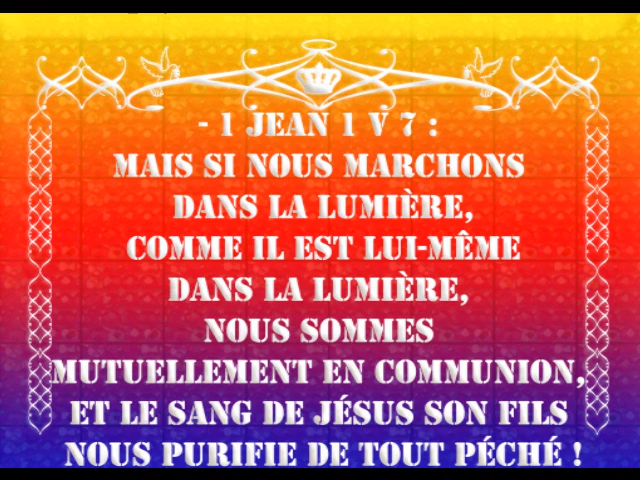 - 1 JEAN 1 V 7 :
MAIS SI NOUS MARCHONS
DANS LA LUMIÈRE,
COMME IL EST LUI-MÊME
DANS LA LUMIÈRE,
NOUS SOMMES
MUTUELLEMENT EN COMMUNION,
ET LE SANG DE JÉSUS SON FILS
NOUS PURIFIE DE TOUT PÉCHÉ !